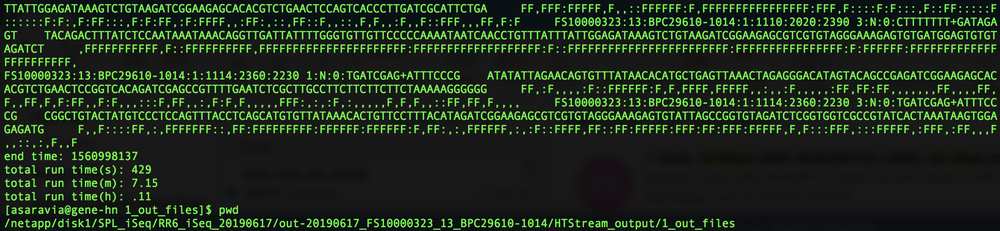 TTATTGGAGATAAAGTCTGTAAGATCGGAAGAGCACACGTCTGAACTCCAGTCACCCTTGATCGCATTCTGA     FF,FFF:FFFFF,F,,::FFFFFF:F,FFFFFFFFFFFFFFFF:FFF,F::::F:F:::,F::FF:::::F
::::::F:F:,F:FF:::,F:F:FF,:F:FFFF,,:FF:,::,FF::F,,::,F,F,,:F,,F::FFF,,,FF,F:F     FS10000323:13:BPC29610-1014:1:1110:2020:2390 3:N:0:CTTTTTTT+GATAGA
GT    TACAGACTTTATCTCCAATAAATAAACAGGTTGATTATTTTGGGTGTTGTTCCCCCAAAATAATCAACCTGTTTATTTATTGGAGATAAAGTCTGTAAGATCGGAAGAGCGTCGTGTAGGGAAAGAGTGTGATGGAGTGTGT
AGATCT     ,FFFFFFFFFFF,F::FFFFFFFFFF,FFFFFFFFFFFFFFFFFFFFFF:FFFFFFFFFFFFFFFFFFF:F::FFFFFFFFFFFFFFFFFFFFFFFF:FFFFFFFFFFFFFFFF:F:FFFFFF:FFFFFFFFFFFFF
FFFFFFFFFF,
FS10000323:13:BPC29610-1014:1:1114:2360:2230 1:N:0:TGATCGAG+ATTTCCCG    ATATATTAGAACAGTGTTTATAACACATGCTGAGTTAAACTAGAGGGACATAGTACAGCCGAGATCGGAAGAGCAC
ACGTCTGAACTCCGGTCACAGATCGAGCCGTTTTGAATCTCGCTTGCCTTCTTCTTCTTCTAAAAAGGGGGG     FF,:F,,,,:F::FFFFFF:F,F,FFFF,FFFFF,,:,,:F,,,,,:FF,FF:FF,,,,,,,FF,,,,FF,
F,,FF,F,F:FF,,F:F,,,:::F,FF,,:,F:F,F,,,,,FFF:,:,:F,:,,,,,F,F,F,,::FF,FF,F,,,,     FS10000323:13:BPC29610-1014:1:1114:2360:2230 3:N:0:TGATCGAG+ATTTCC
CG    CGGCTGTACTATGTCCCTCCAGTTTACCTCAGCATGTGTTATAAACACTGTTCCTTTACATAGATCGGAAGAGCGTCGTGTAGGGAAAGAGTGTATTAGCCGGTGTAGATCTCGGTGGTCGCCGTATCACTAAATAAGTGGA
GAGATG     F,,F::::FF,:,FFFFFFF::,FF:FFFFFFFFF:FFFFFF:FFFFFF:F,FF:,:,FFFFFF,:,:F::FFFF,FF::FF:FFFFF:FFF:FF:FFF:FFFFF,F,F:::FFF,:::FFFFF,:FFF,:FF,,,F
,,::,:,F,,F
end time: 1560998137
total run time(s): 429
total run time(m): 7.15
total run time(h): .11
[asaravia@gene-hn 1_out_files]$ pwd
/netapp/disk1/SPL_iSeq/RR6_iSeq_20190617/out-20190617_FS10000323_13_BPC29610-1014/HTStream_output/1_out_files